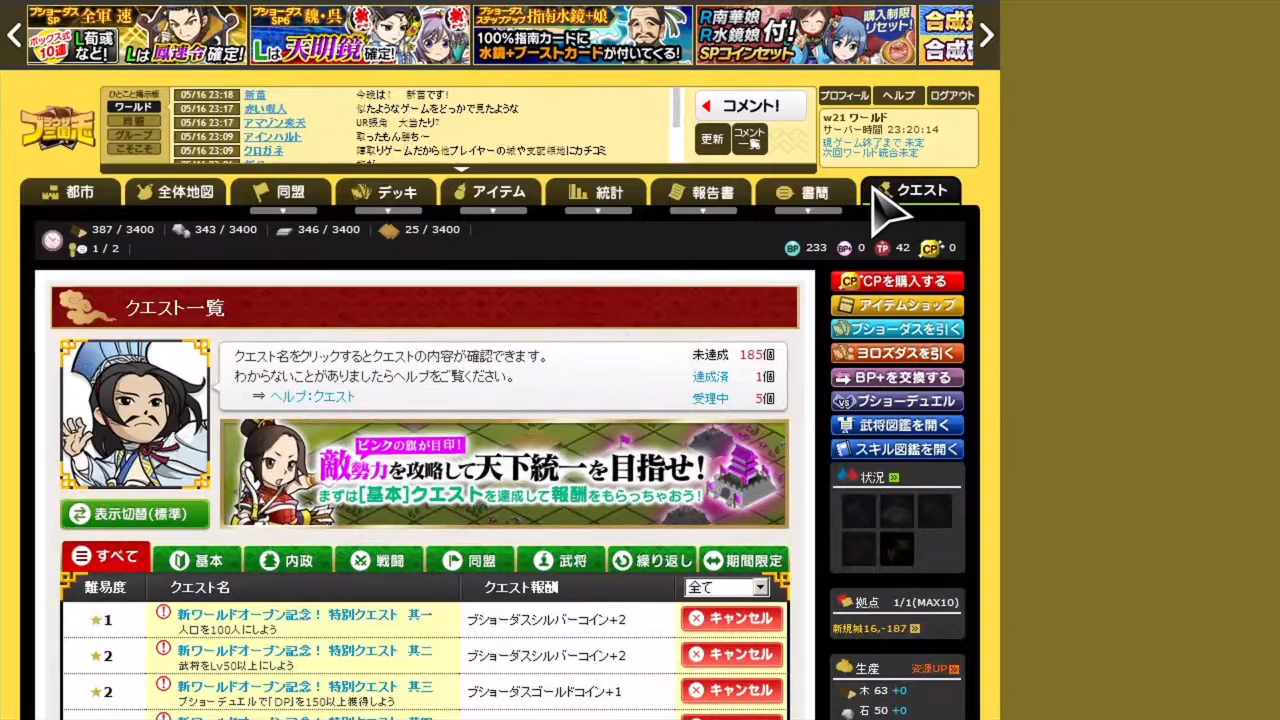 ブショーダスSP 全軍 速
ボックス式10連 L荀彧など! Lは鳳速令確定!
ブショーダスSP6 魏・呉
Lは天明鏡確定!
ブショーダスステップアップ 指南水鏡+娘
100%指南カードに水鏡+ブーストカードが付いてくる!
R南華娘 R水鏡娘 付! SPコインセット 購入制限リセット!
ブラウザ三国志
ひとこと掲示板
ワールド
同盟
グループ
こそこそ
05/16 23:18 新苗 今晩は! 新苗です!
05/16 23:17 赤い暇人 似たようなゲームをどっかで見たような
05/16 23:17 アマゾン楽天 UR張角 大当たり?
05/16 23:09 アインハルト 取ったもん勝ち〜
05/16 23:09 クロガネ 陣取りゲームだから他プレイヤーの城や支配領地にカチコミ
コメント!
更新
コメント一覧
プロフィール ヘルプ ログアウト
w21 ワールド
サーバー時間 23:20:14
現ゲーム終了まで 未定
次回ワールド統合未定
都市 全体地図 同盟 デッキ アイテム 統計 報告書 書簡 クエスト
387 / 3400 343 / 3400 346 / 3400 25 / 3400
1 / 2
BP 233 BP+ 0 TP 42 CP+ 0
クエスト一覧
クエスト名をクリックするとクエストの内容が確認できます。
わからないことがありましたらヘルプをご覧ください。
⇒ ヘルプ:クエスト
未達成 185個
達成済 1個
受理中 5個
ピンクの旗が目印!
敵勢力を攻略して天下統一を目指せ!
まずは[基本]クエストを達成して報酬をもらっちゃおう!
表示切替(標準)
すべて 基本 内政 戦闘 同盟 武将 繰り返し 期間限定
難易度 クエスト名 クエスト報酬 全て
★1 新ワールドオープン記念! 特別クエスト 其一 ブショーダスシルバーコイン+2 キャンセル
人口を100人にしよう
★2 新ワールドオープン記念! 特別クエスト 其二 ブショーダスシルバーコイン+2 キャンセル
武将をLv50以上にしよう
★2 新ワールドオープン記念! 特別クエスト 其三 ブショーダスゴールドコイン+1 キャンセル
ブショーデュエルで「DP」を150以上獲得しよう
CPを購入する
アイテムショップ
ブショーダスを引く
ヨロズダスを引く
BP+を交換する
ブショーデュエル
武将図鑑を開く
スキル図鑑を開く
状況
拠点 1/1(MAX10)
新規城16,-187
生産 資源UP
木 63 +0
石 50 +0